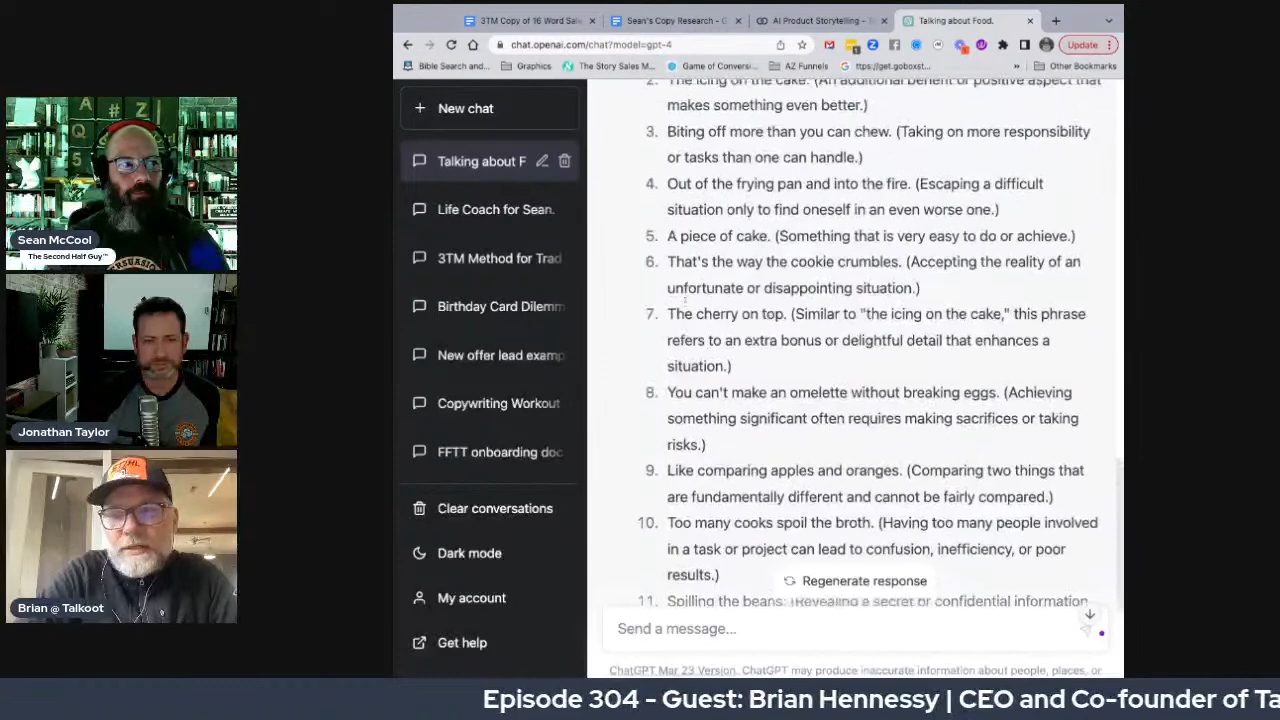 3TM Copy of 16 Word Sale
Sean's Copy Research - G
AI Product Storytelling - T
Talking about Food.
chat.openai.com/chat?model=gpt-4
Update
Bible Search and...
Graphics
The Story Sales M...
Game of Conversi...
AZ Funnels
ttps://get.goboxst...
Other Bookmarks
New chat
Talking about F
Life Coach for Sean.
3TM Method for Trad
Birthday Card Dilemm
New offer lead examp
Copywriting Workout
FFTT onboarding doc
Clear conversations
Dark mode
My account
Get help
2. The icing on the cake. (An additional benefit or positive aspect that
makes something even better.)
3. Biting off more than you can chew. (Taking on more responsibility
or tasks than one can handle.)
4. Out of the frying pan and into the fire. (Escaping a difficult
situation only to find oneself in an even worse one.)
5. A piece of cake. (Something that is very easy to do or achieve.)
6. That's the way the cookie crumbles. (Accepting the reality of an
unfortunate or disappointing situation.)
7. The cherry on top. (Similar to "the icing on the cake," this phrase
refers to an extra bonus or delightful detail that enhances a
situation.)
8. You can't make an omelette without breaking eggs. (Achieving
something significant often requires making sacrifices or taking
risks.)
9. Like comparing apples and oranges. (Comparing two things that
are fundamentally different and cannot be fairly compared.)
10. Too many cooks spoil the broth. (Having too many people involved
in a task or project can lead to confusion, inefficiency, or poor
results.)
Regenerate response
11. Spilling the beans. (Revealing a secret or confidential information
Send a message...
ChatGPT Mar 23 Version. ChatGPT may produce inaccurate information about people, places, or
Sean McCool
The Second Half Guy™
Jonathan Taylor
Brian @ Talkoot
Episode 304 - Guest: Brian Hennessy | CEO and Co-founder of Ta